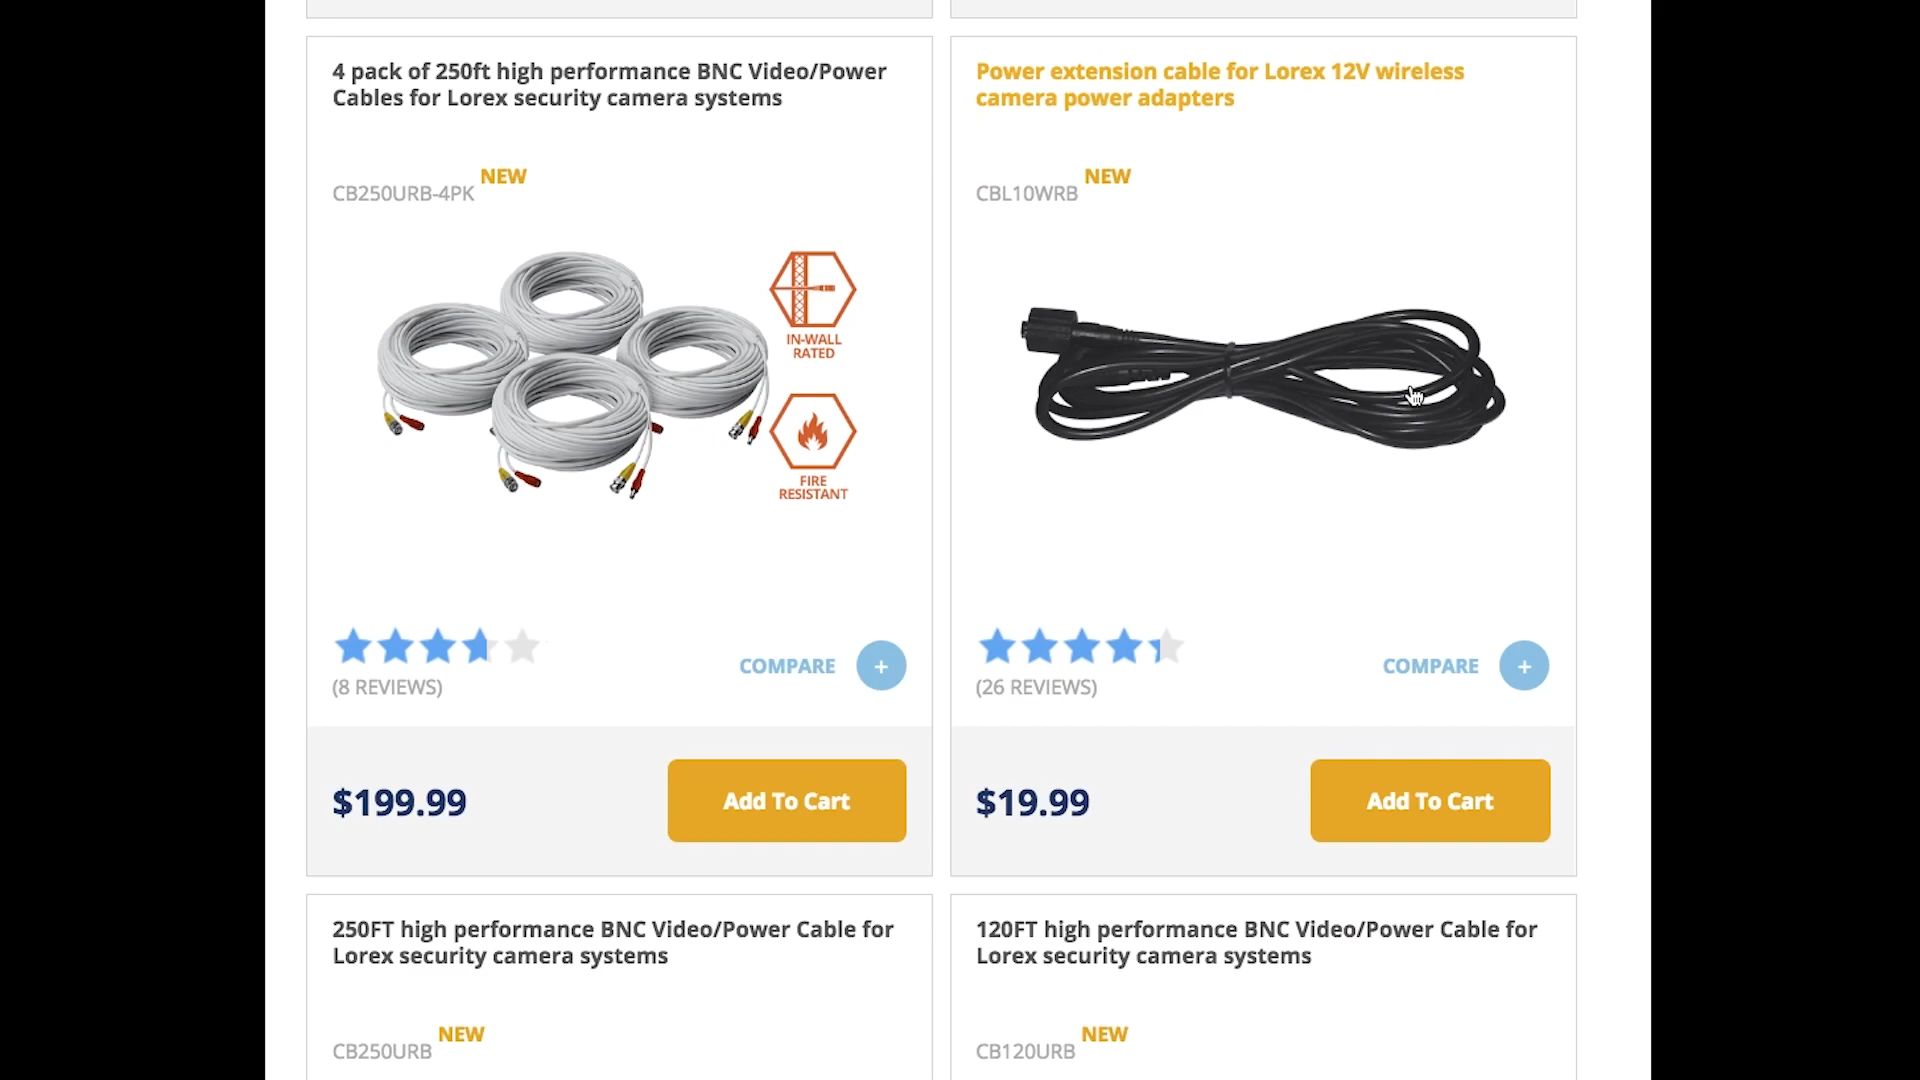 4 pack of 250ft high performance BNC Video/Power
Cables for Lorex security camera systems
NEW
CB250URB-4PK
IN-WALL
RATED
FIRE
RESISTANT
(8 REVIEWS)
COMPARE +
$199.99
Add To Cart
Power extension cable for Lorex 12V wireless
camera power adapters
NEW
CBL10WRB
(26 REVIEWS)
COMPARE +
$19.99
Add To Cart
250FT high performance BNC Video/Power Cable for
Lorex security camera systems
NEW
CB250URB
120FT high performance BNC Video/Power Cable for
Lorex security camera systems
NEW
CB120URB